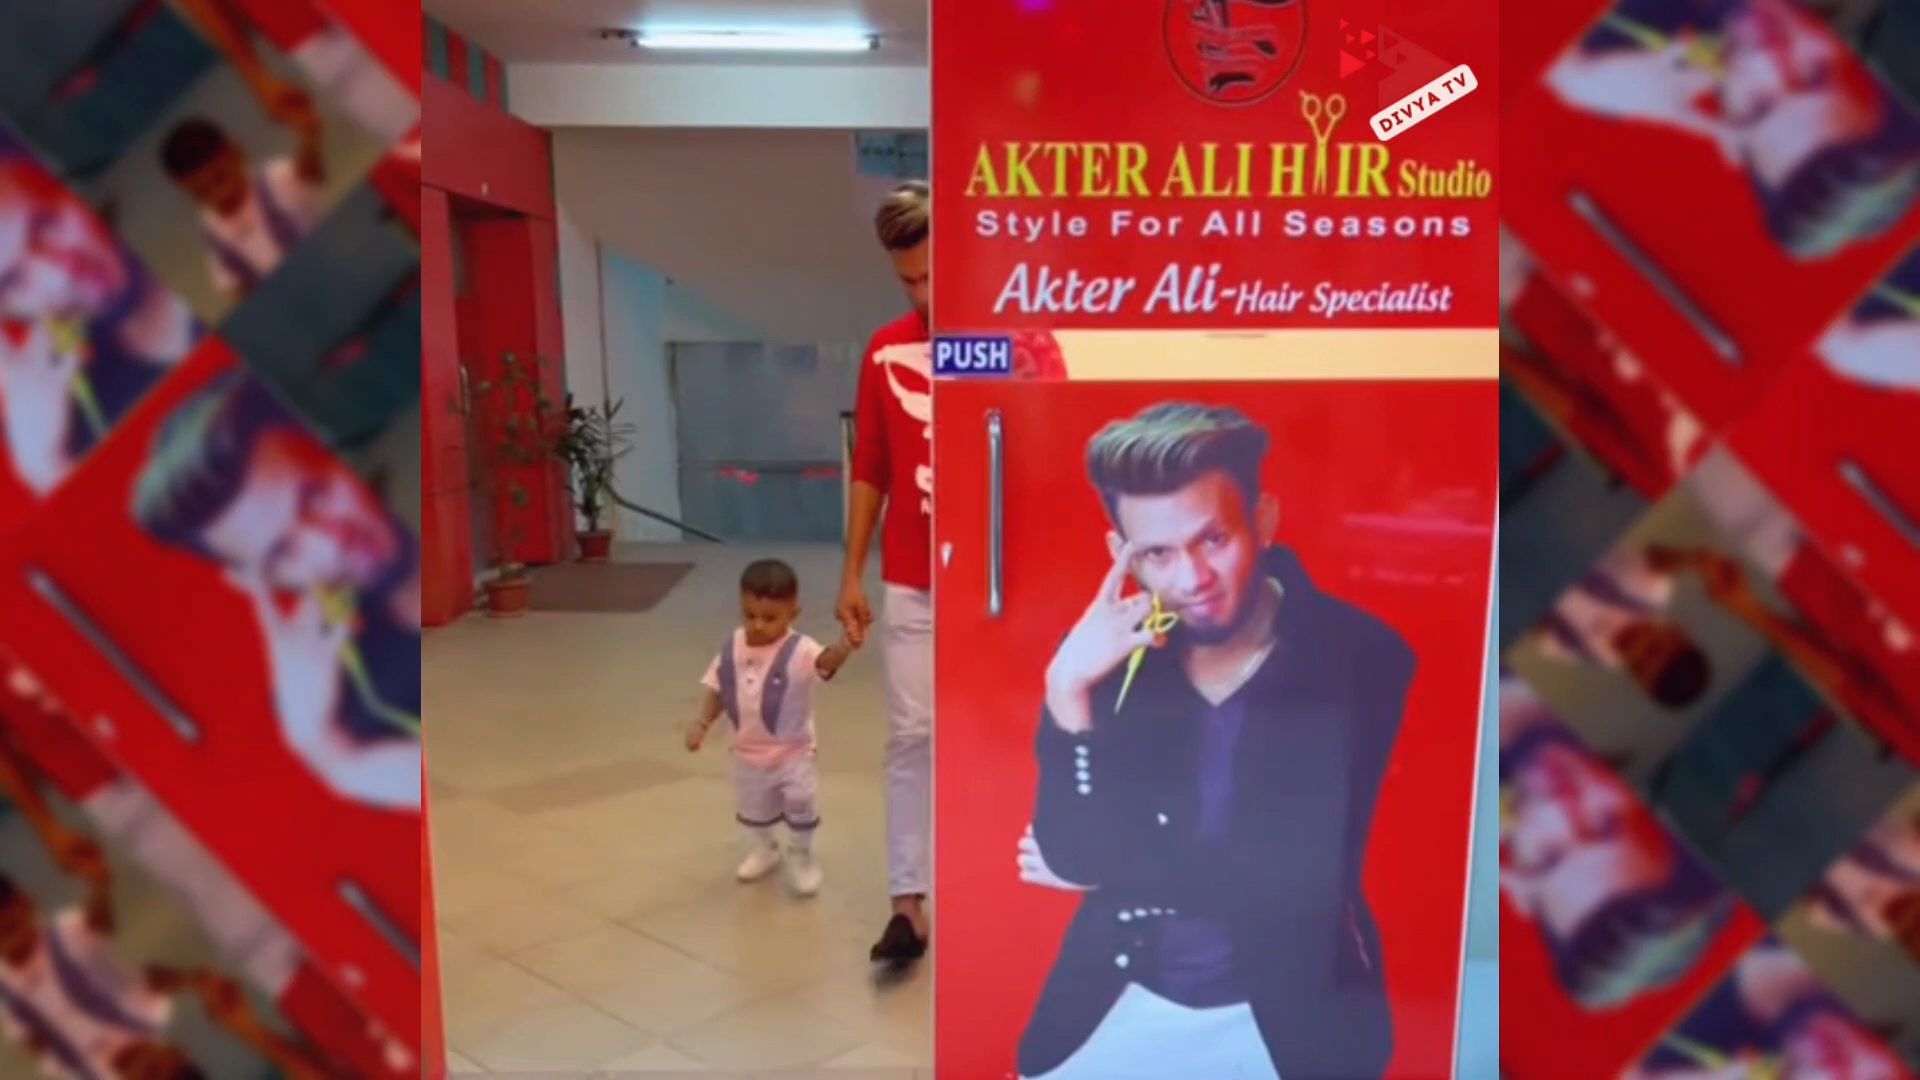 DIVYA TV
AKTER ALI HAIR Studio
Style For All Seasons
Akter Ali-Hair Specialist
PUSH